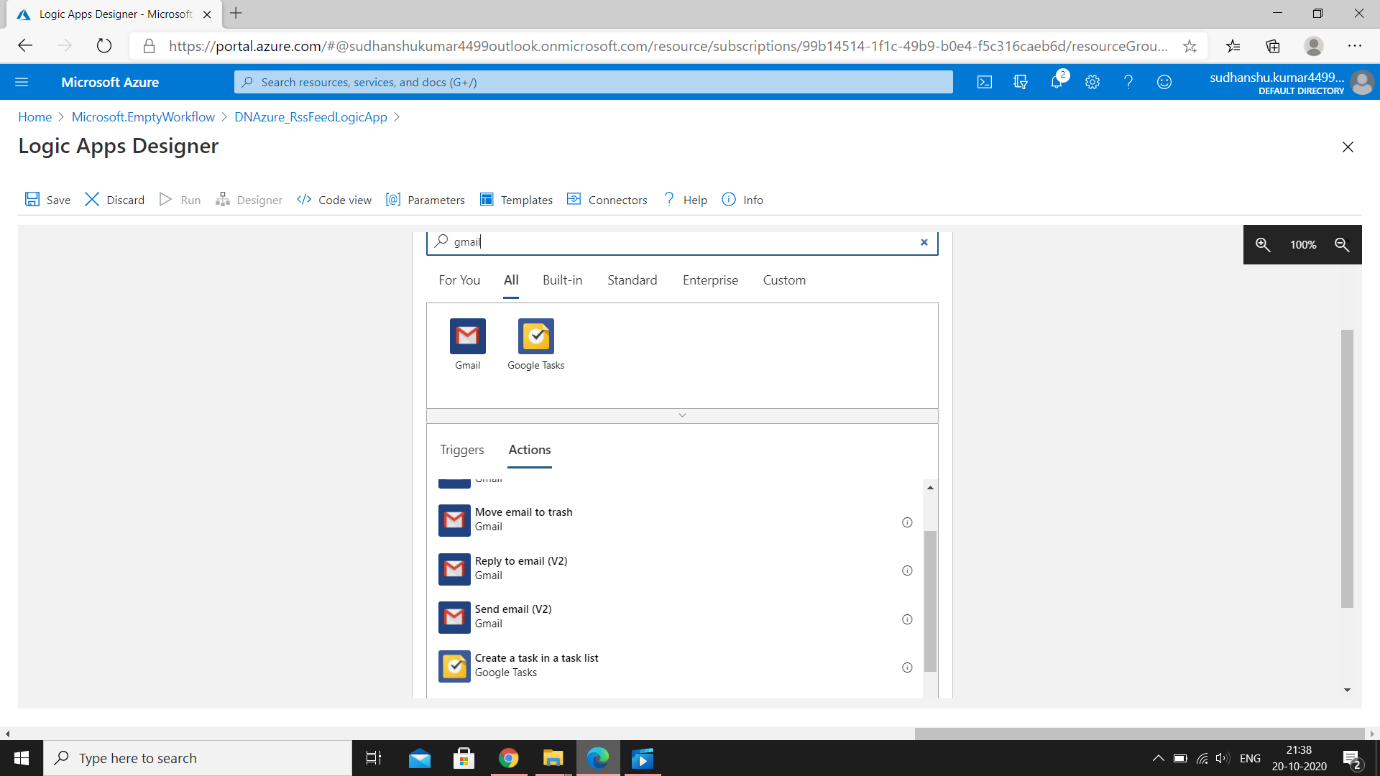 Logic Apps Designer - Microsoft
https://portal.azure.com/#@sudhanshukumar4499outlook.onmicrosoft.com/resource/subscriptions/99b14514-1f1c-49b9-b0e4-f5c316caeb6d/resourceGrou...
Microsoft Azure
Search resources, services, and docs (G+/)
2
sudhanshu.kumar4499...
DEFAULT DIRECTORY
Home > Microsoft.EmptyWorkflow > DNAzure_RssFeedLogicApp >
Logic Apps Designer
Save Discard Run Designer Code view Parameters Templates Connectors Help Info
gmail
100%
For You All Built-in Standard Enterprise Custom
Gmail Google Tasks
Triggers Actions
Gmail
Move email to trash
Gmail
Reply to email (V2)
Gmail
Send email (V2)
Gmail
Create a task in a task list
Google Tasks
Type here to search
ENG
21:38
20-10-2020
2